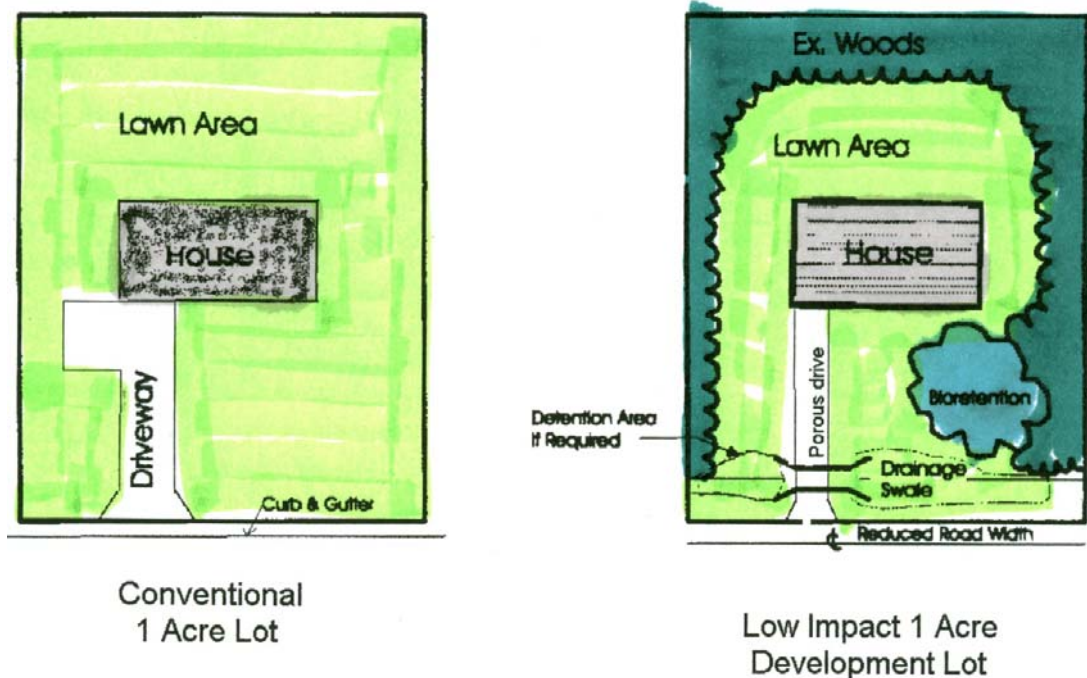 Lawn Area
House
Driveway
Curb & Gutter
Conventional
1 Acre Lot
Ex. Woods
Lawn Area
House
Bioretention
Porous drive
Detention Area
If Required
Drainage
Swale
℄ Reduced Road Width
Low Impact 1 Acre
Development Lot